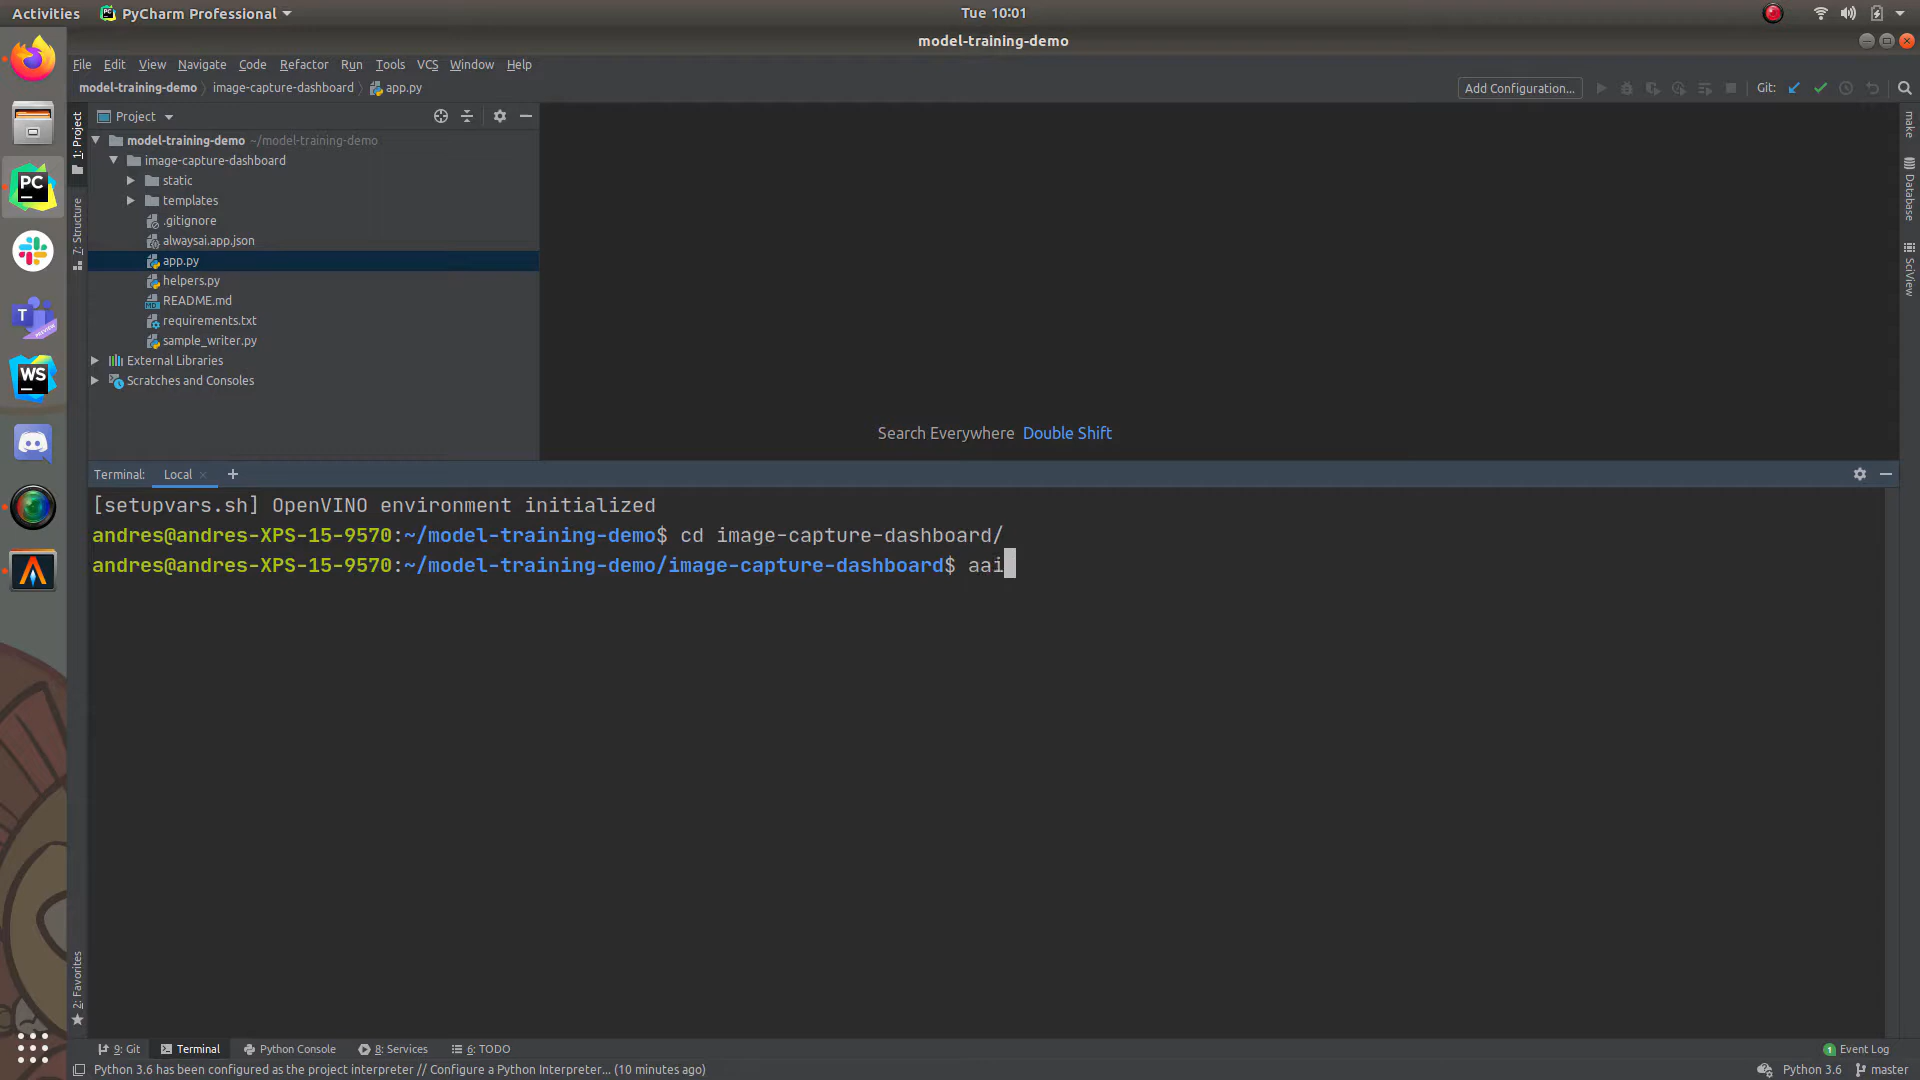 Activities PyCharm Professional Tue 10:01
model-training-demo
File Edit View Navigate Code Refactor Run Tools VCS Window Help
model-training-demo image-capture-dashboard app.py Add Configuration... Git:
Project
1: Project
7: Structure
2: Favorites
make
Database
SciView
model-training-demo ~/model-training-demo
image-capture-dashboard
static
templates
.gitignore
alwaysai.app.json
app.py
helpers.py
README.md
requirements.txt
sample_writer.py
External Libraries
Scratches and Consoles
Search Everywhere Double Shift
PC
T
PREVIEW
WS
Terminal: Local +
[setupvars.sh] OpenVINO environment initialized
andres@andres-XPS-15-9570:~/model-training-demo$ cd image-capture-dashboard/
andres@andres-XPS-15-9570:~/model-training-demo/image-capture-dashboard$ aai
9: Git Terminal Python Console 8: Services 6: TODO 1 Event Log
Python 3.6 has been configured as the project interpreter // Configure a Python Interpreter... (10 minutes ago) Python 3.6 master